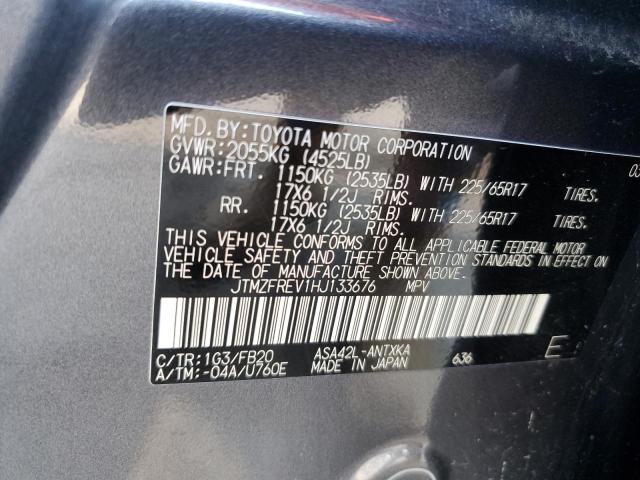 MFD. BY: TOYOTA MOTOR CORPORATION 03
GVWR: 2055KG (4525LB)
GAWR: FRT. 1150KG (2535LB) WITH 225/65R17 TIRES.
17X6 1/2J RIMS.
RR. 1150KG (2535LB) WITH 225/65R17 TIRES.
17X6 1/2J RIMS.
THIS VEHICLE CONFORMS TO ALL APPLICABLE FEDERAL MOTOR
VEHICLE SAFETY AND THEFT PREVENTION STANDARDS IN EFFECT ON
THE DATE OF MANUFACTURE SHOWN ABOVE.
JTMZFREV1HJ133676 MPV
C/TR: 1G3/FB20 ASA42L-ANTXKA E
A/TM: -04A/U760E MADE IN JAPAN 636